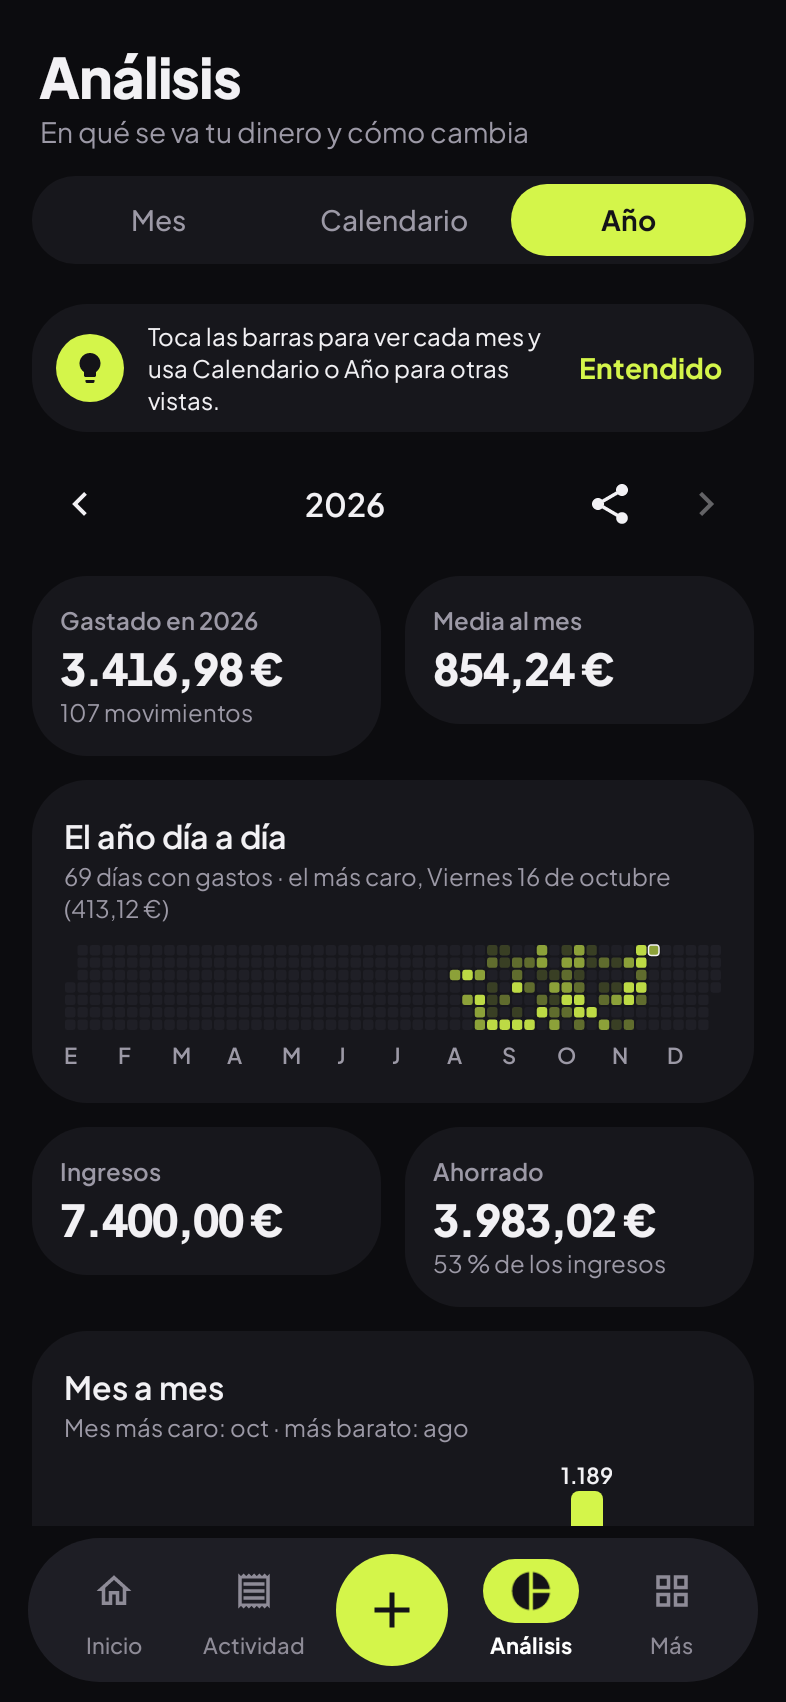 Análisis
En qué se va tu dinero y cómo cambia
Mes Calendario Año
Toca las barras para ver cada mes y
usa Calendario o Año para otras
vistas.
Entendido
2026
Gastado en 2026
3.416,98 €
107 movimientos
Media al mes
854,24 €
El año día a día
69 días con gastos · el más caro, Viernes 16 de octubre
(413,12 €)
E F M A M J J A S O N D
Ingresos
7.400,00 €
Ahorrado
3.983,02 €
53 % de los ingresos
Mes a mes
Mes más caro: oct · más barato: ago
1.189
Inicio Actividad Análisis Más